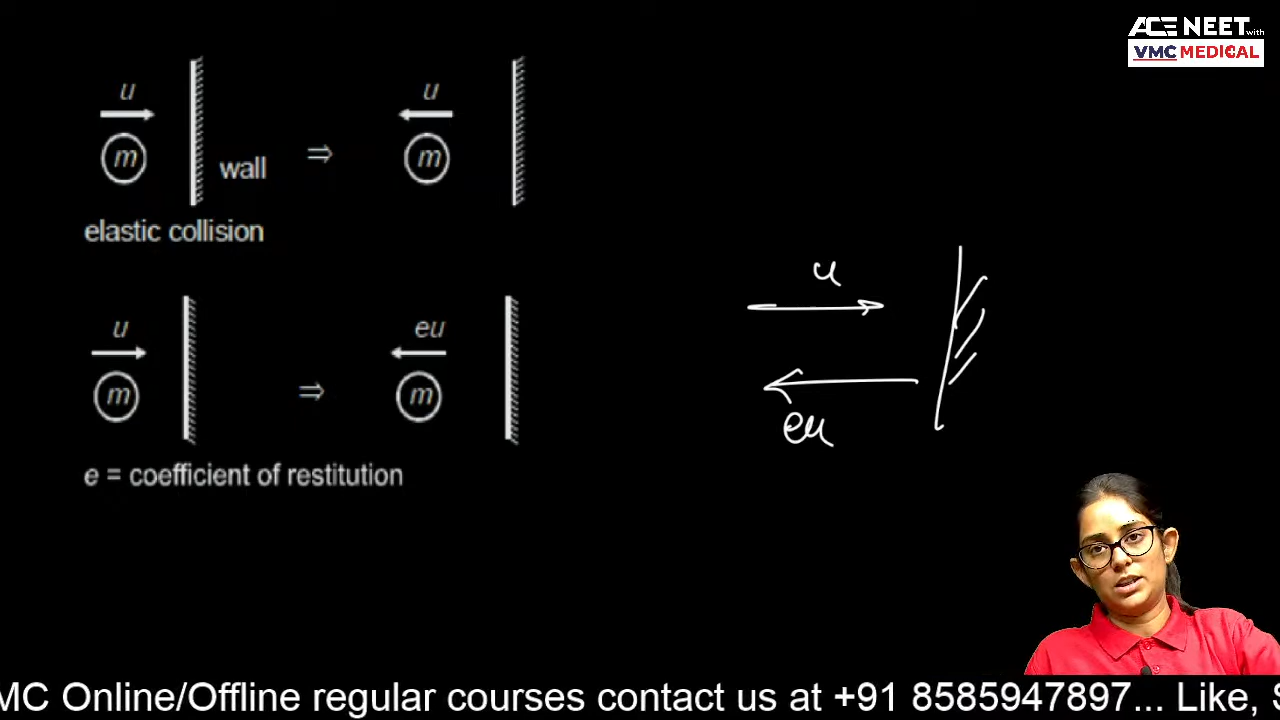 ACE NEET with
VMC MEDICAL
u
u
m
m
wall
⇒
elastic collision
u
eu
m
m
⇒
e = coefficient of restitution
u
eu
MC Online/Offline regular courses contact us at +91 8585947897... Like, S